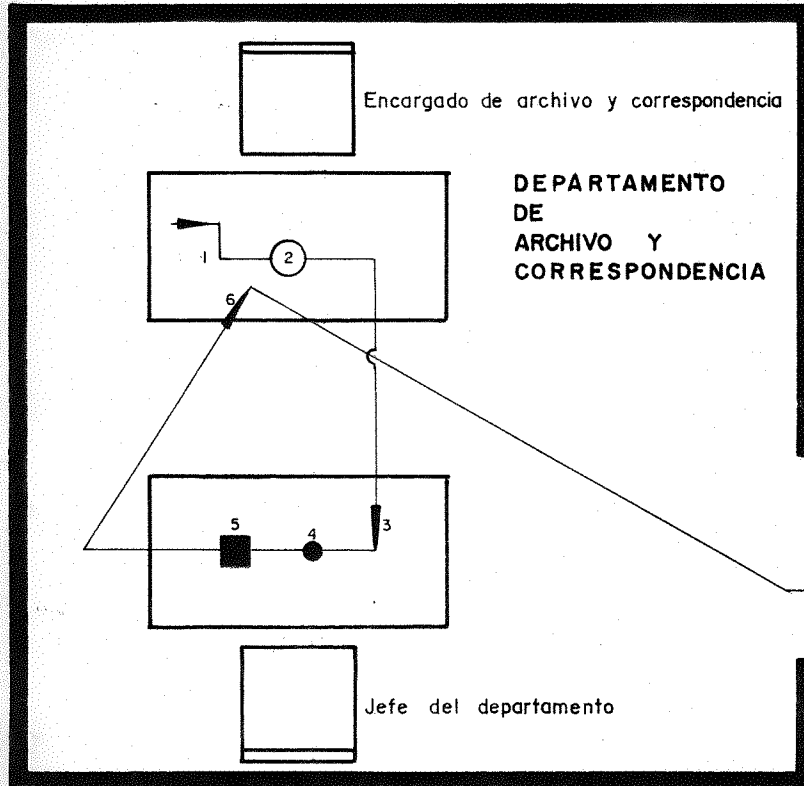 Encargado de archivo y correspondencia
DEPARTAMENTO
DE
ARCHIVO Y
CORRESPONDENCIA
1
2
6
5
4
3
Jefe del departamento